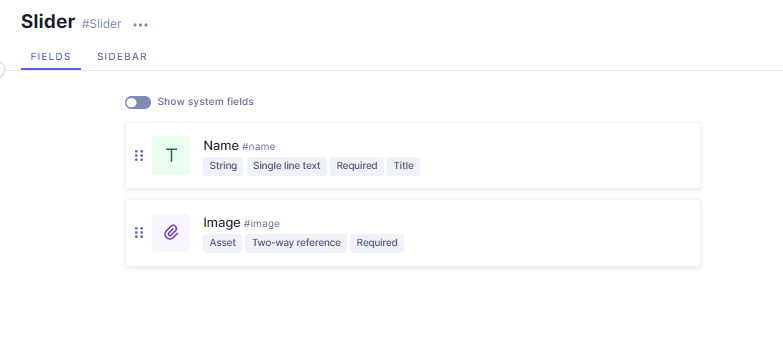 Slider #Slider
FIELDS SIDEBAR
Show system fields
T
Name #name
String Single line text Required Title
Image #image
Asset Two-way reference Required